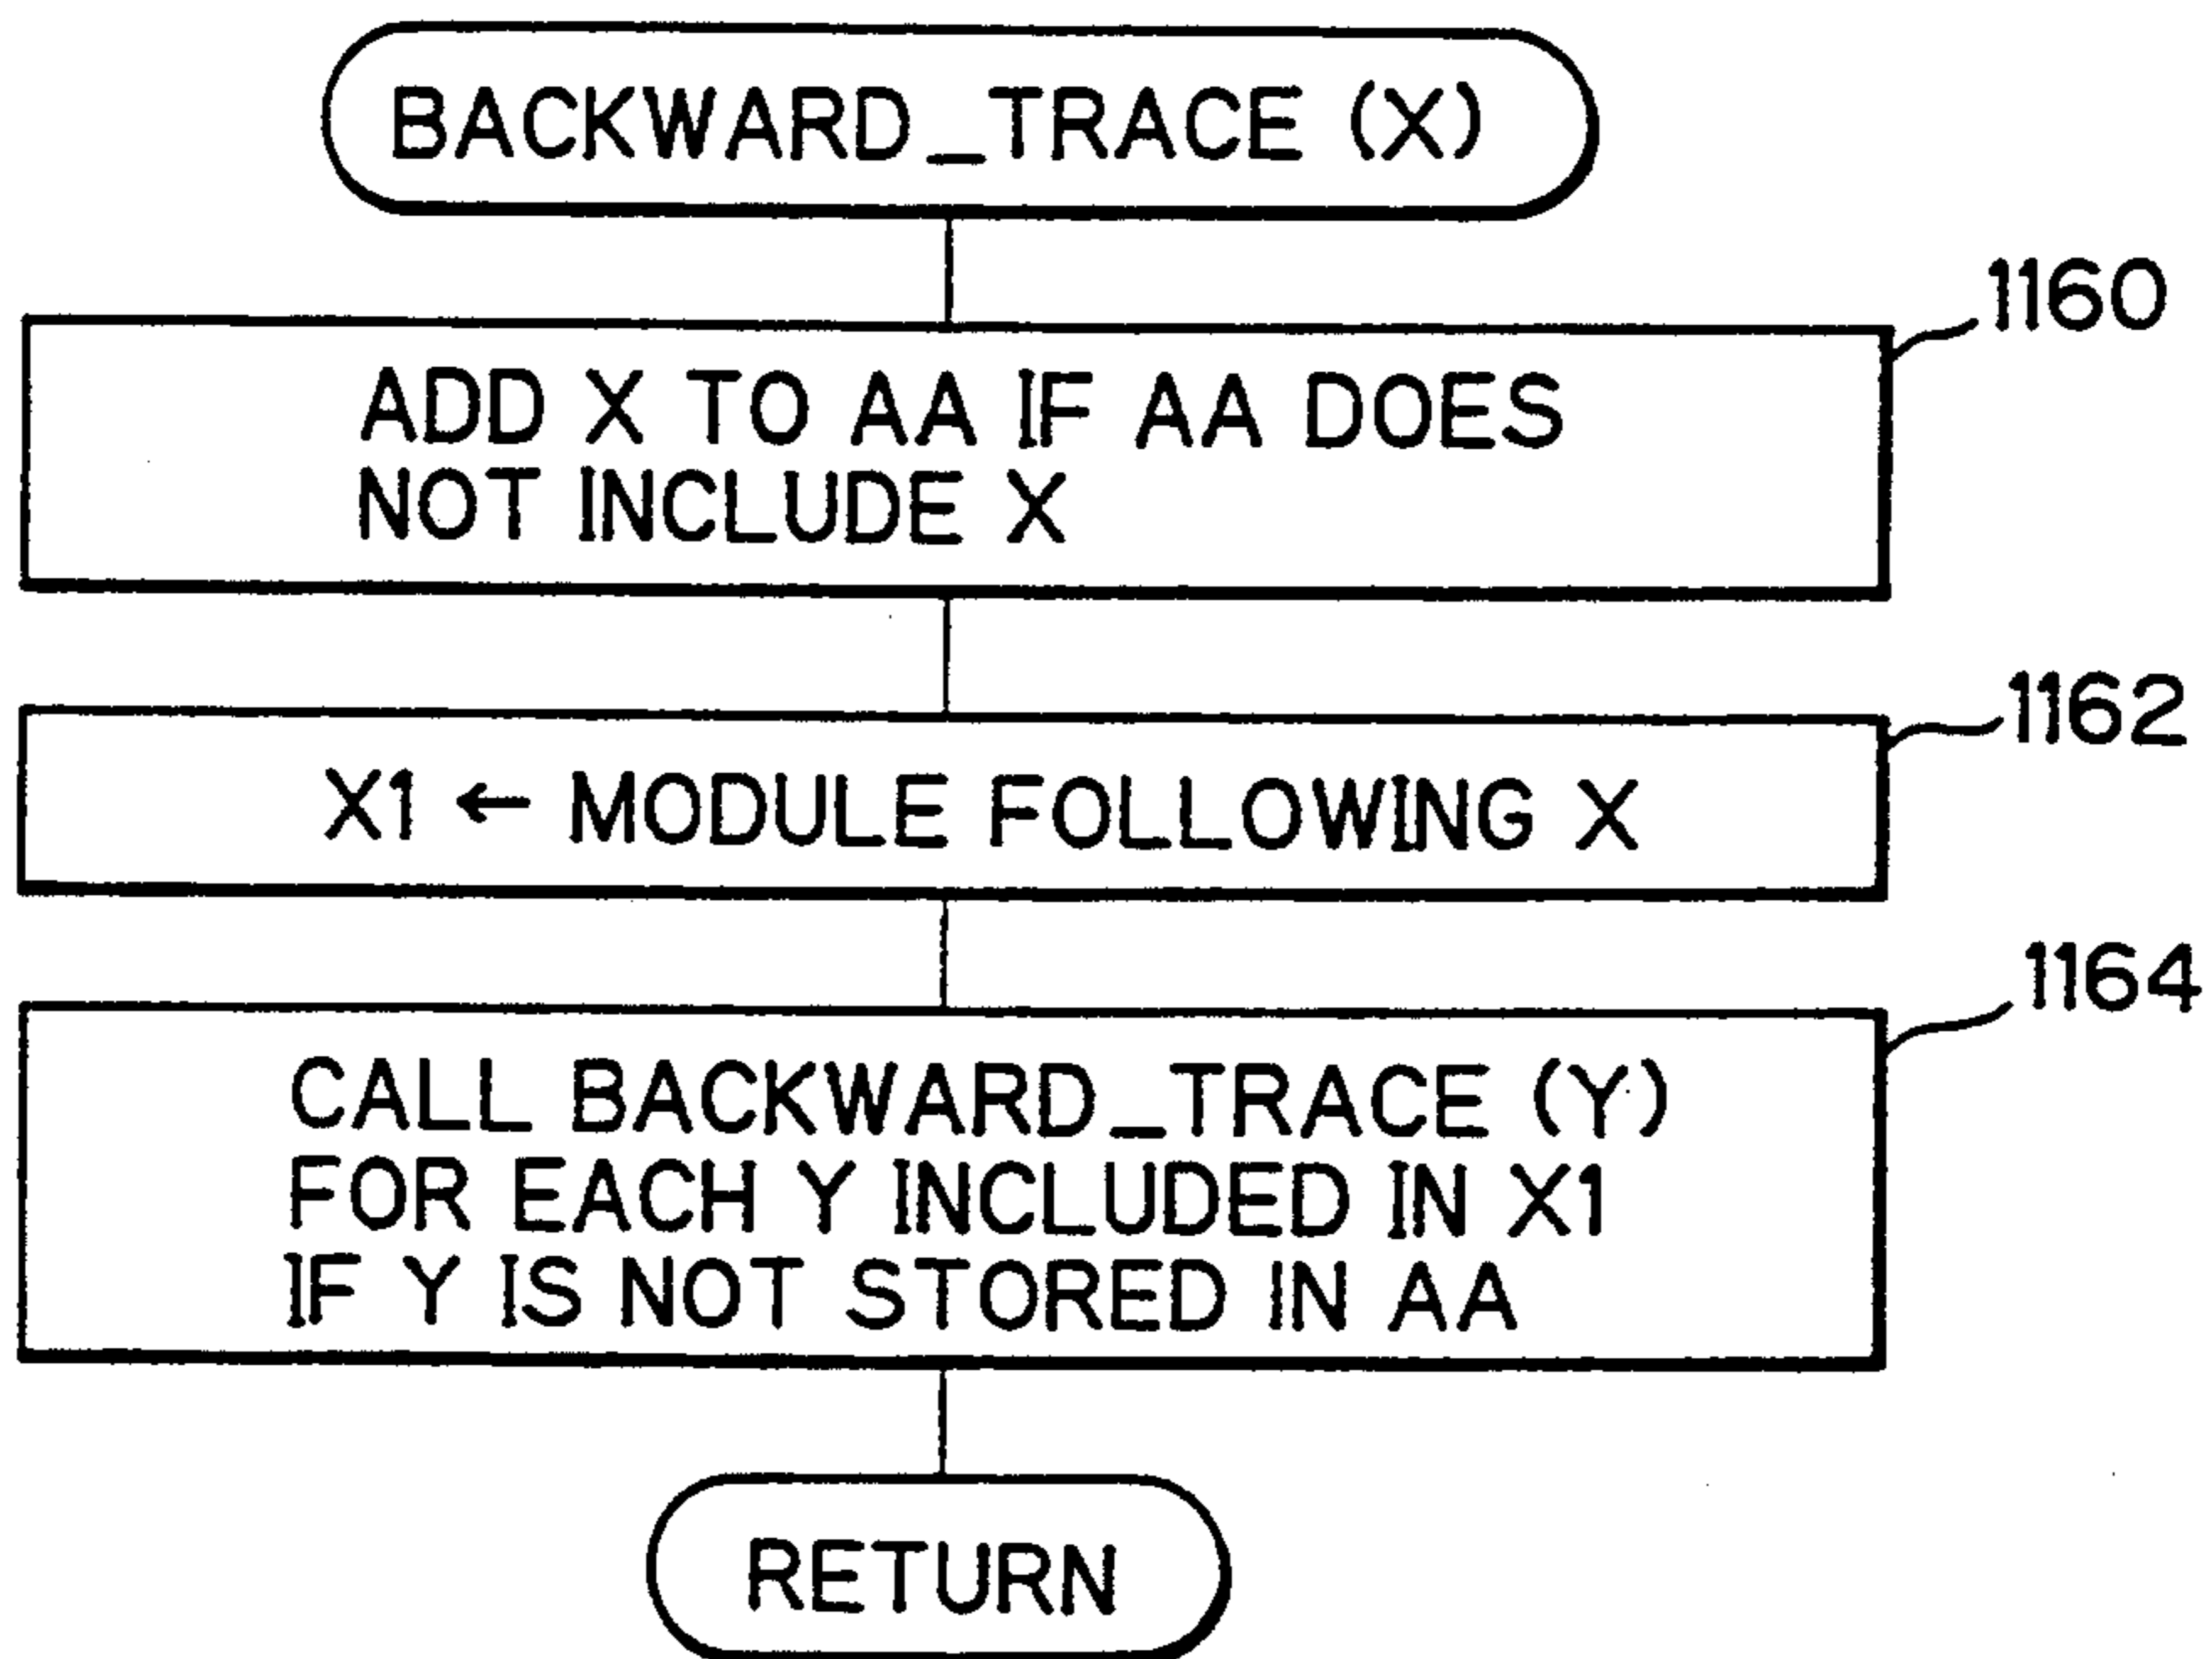 BACKWARD_TRACE (X)
1160
ADD X TO AA IF AA DOES
NOT INCLUDE X
1162
X1 ← MODULE FOLLOWING X
1164
CALL BACKWARD_TRACE (Y)
FOR EACH Y INCLUDED IN X1
IF Y IS NOT STORED IN AA
RETURN